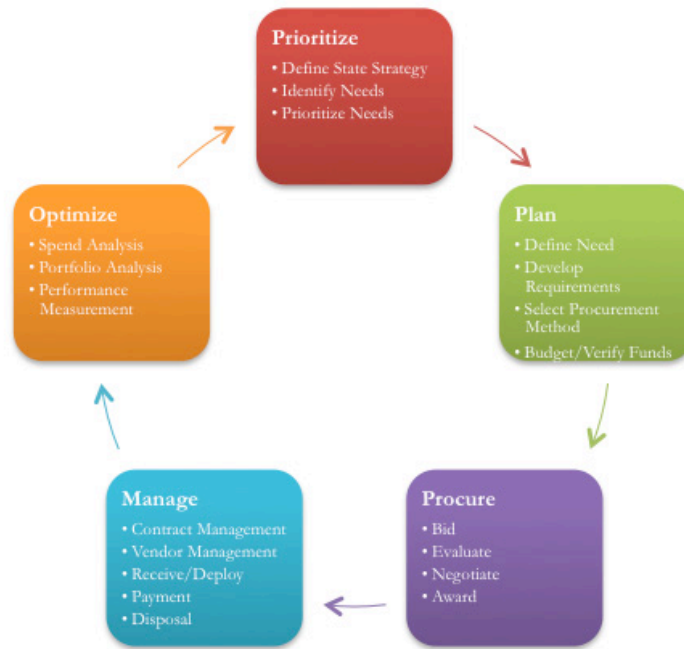 Prioritize
• Define State Strategy
• Identify Needs
• Prioritize Needs
Plan
• Define Need
• Develop
Requirements
• Select Procurement
Method
• Budget/Verify Funds
Procure
• Bid
• Evaluate
• Negotiate
• Award
Manage
• Contract Management
• Vendor Management
• Receive/Deploy
• Payment
• Disposal
Optimize
• Spend Analysis
• Portfolio Analysis
• Performance
Measurement